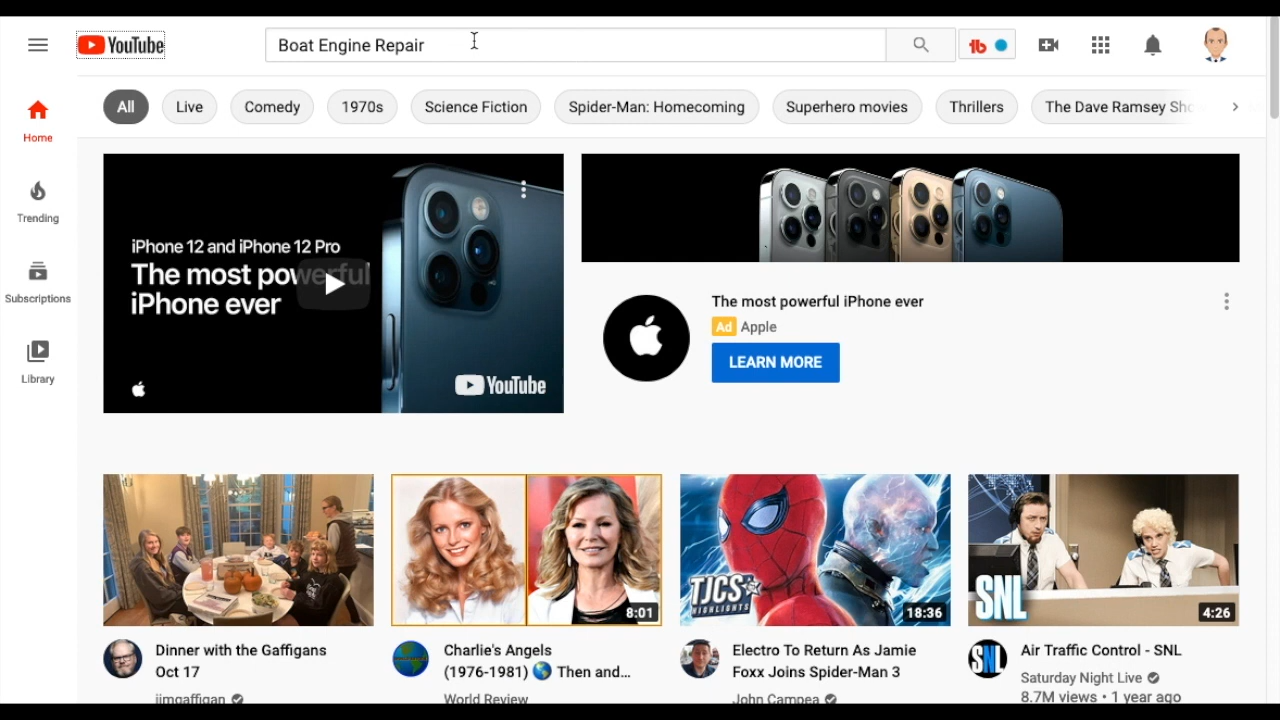 YouTube
Boat Engine Repair
All
Live
Comedy
1970s
Science Fiction
Spider-Man: Homecoming
Superhero movies
Thrillers
The Dave Ramsey
Home
Trending
Subscriptions
Library
iPhone 12 and iPhone 12 Pro
The most powerful
iPhone ever
YouTube
The most powerful iPhone ever
Ad Apple
LEARN MORE
8:01
TJCS
HIGHLIGHTS
18:36
SNL
4:26
Dinner with the Gaffigans
Oct 17
jimgaffigan
Charlie's Angels
(1976-1981) 🌎 Then and...
World Review
Electro To Return As Jamie
Foxx Joins Spider-Man 3
John Campea
SNL
Air Traffic Control - SNL
Saturday Night Live
8.7M views • 1 year ago